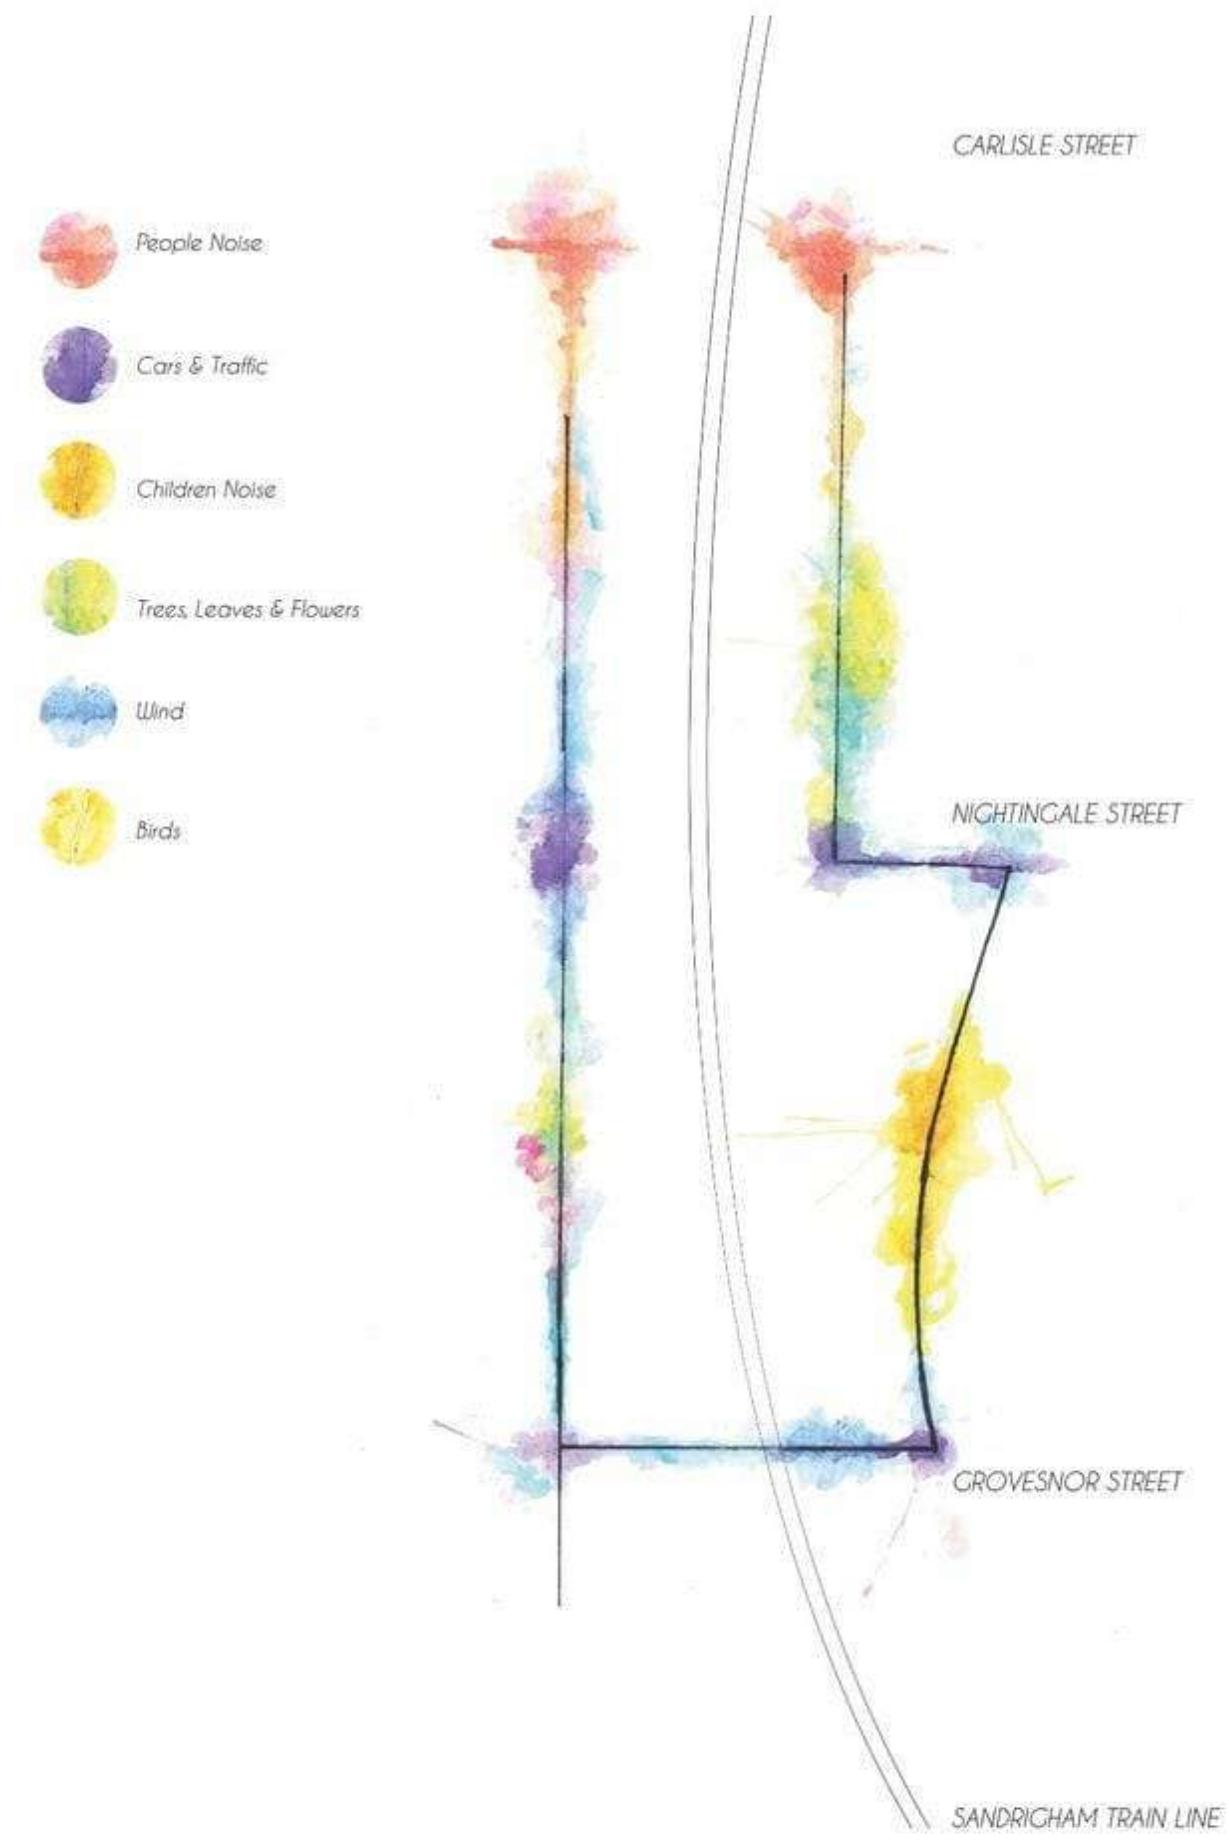 CARLISLE STREET
People Noise
Cars & Traffic
Children Noise
Trees, Leaves & Flowers
Wind
NIGHTINGALE STREET
Birds
GROVESNOR STREET
SANDRIGHAM TRAIN LINE